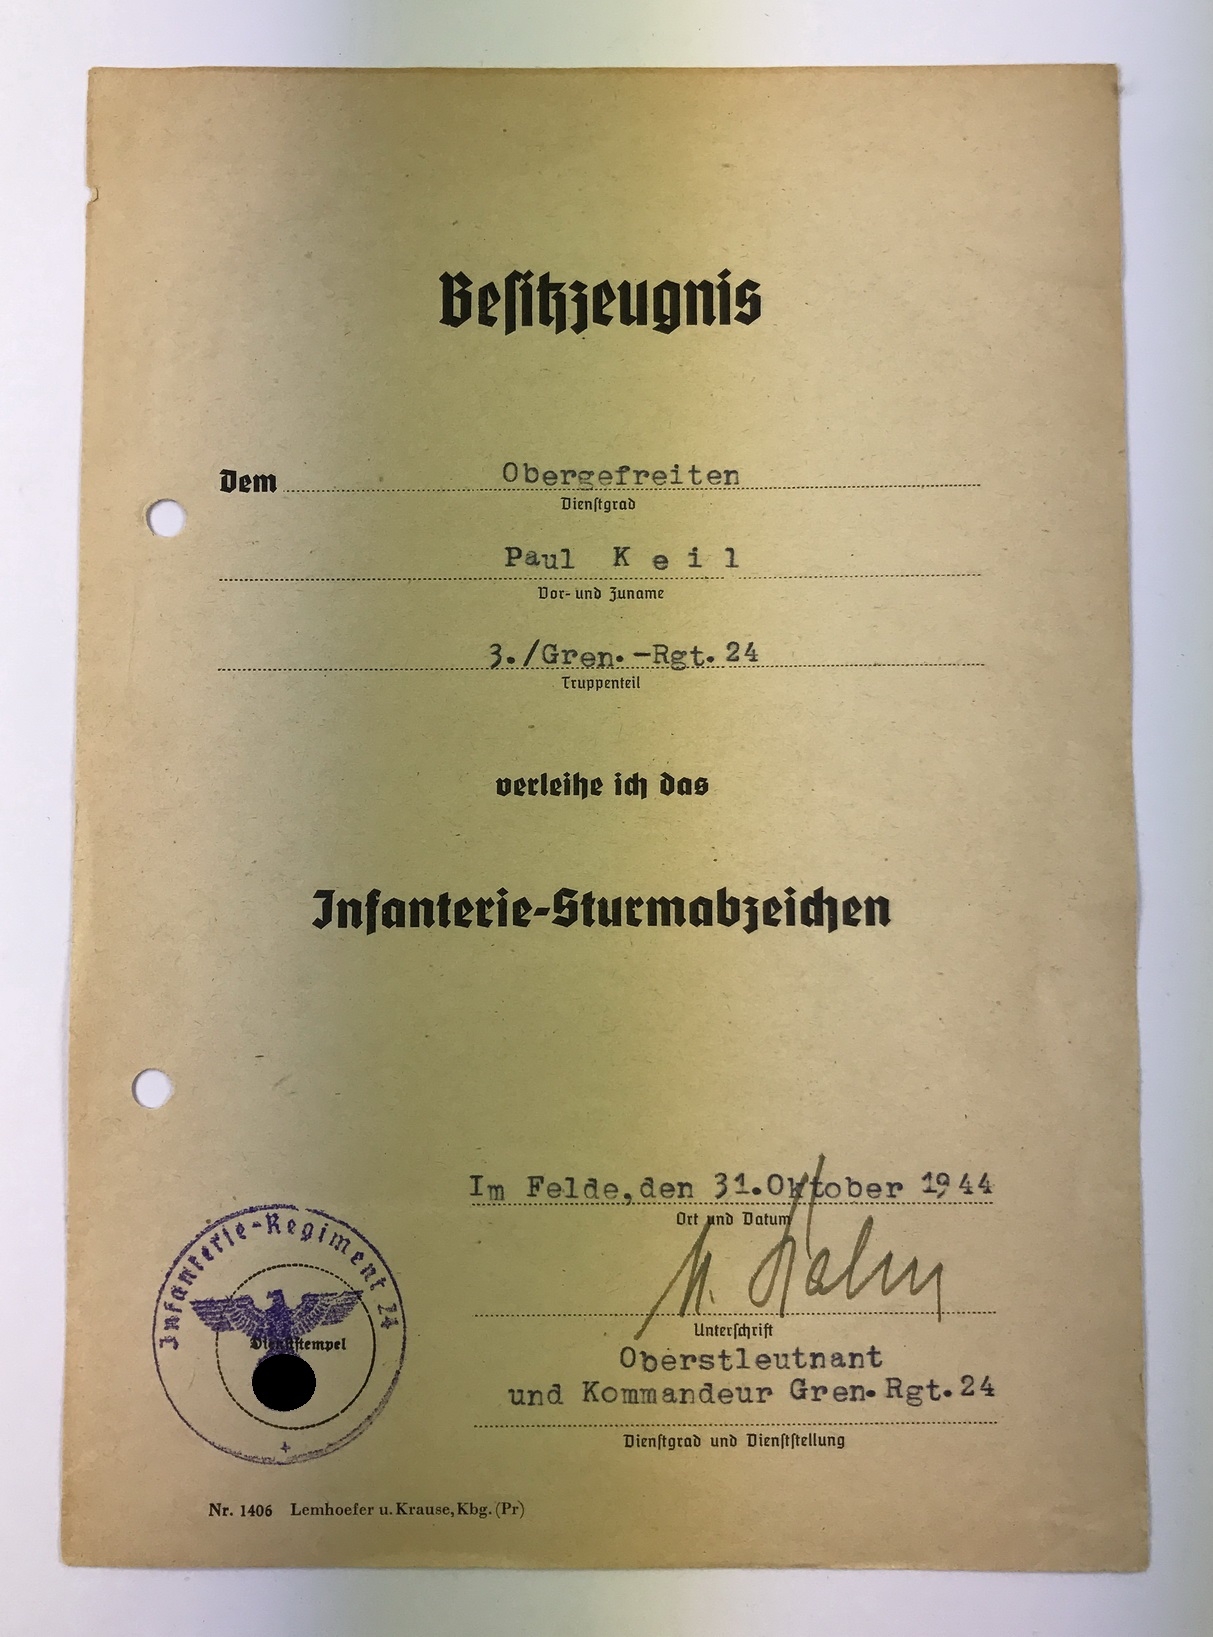 Besitzzeugnis
Dem Obergefreiten
Dienstgrad
Paul Keil
Vor- und Zuname
3./Gren.-Rgt. 24
Truppenteil
verleihe ich das
Infanterie-Sturmabzeichen
Im Felde, den 31. Oktober 1944
Ort und Datum
Unterschrift
Oberstleutnant
und Kommandeur Gren. Rgt. 24
Dienstgrad und Dienststellung
Infanterie-Regiment 24
Dienststempel
Nr. 1406 Lemhoefer u. Krause, Kbg. (Pr)